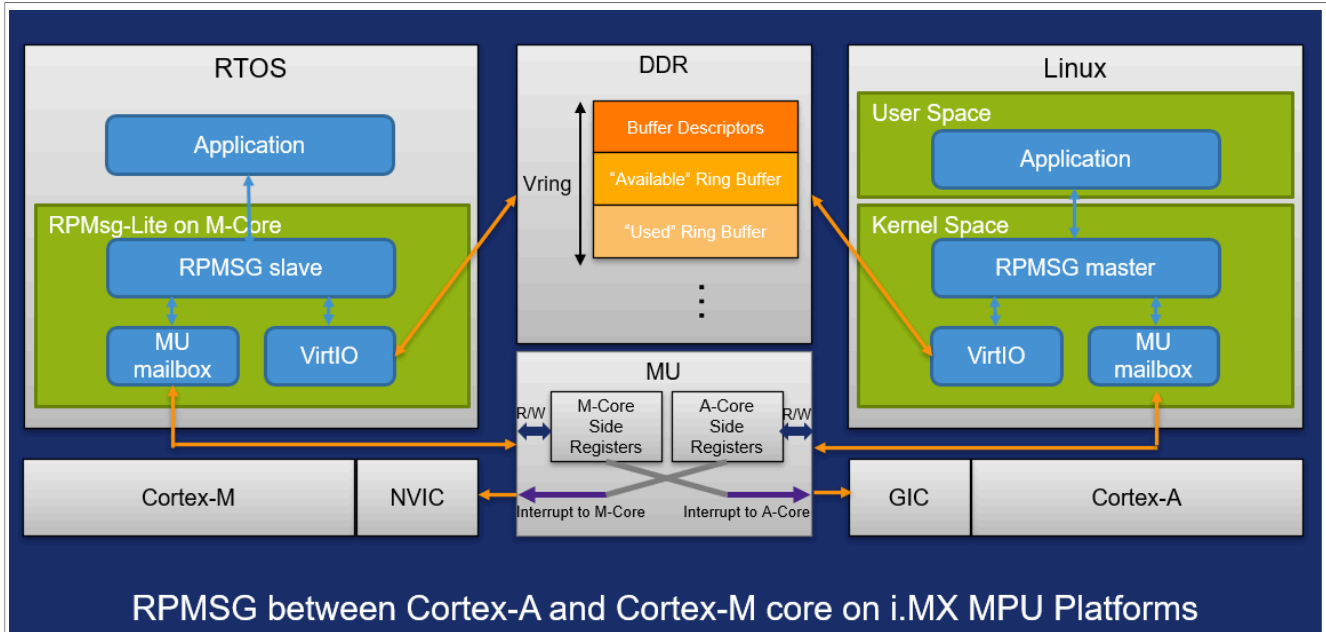 RTOS
Application
RPMsg-Lite on M-Core
RPMSG slave
MU
mailbox
VirtIO
DDR
Vring
Buffer Descriptors
“Available” Ring Buffer
“Used” Ring Buffer
Linux
User Space
Application
Kernel Space
RPMSG master
VirtIO
MU
mailbox
MU
R/W
M-Core
Side
Registers
A-Core
Side
Registers
R/W
Interrupt to M-Core
Interrupt to A-Core
Cortex-M
NVIC
GIC
Cortex-A
RPMSG between Cortex-A and Cortex-M core on i.MX MPU Platforms